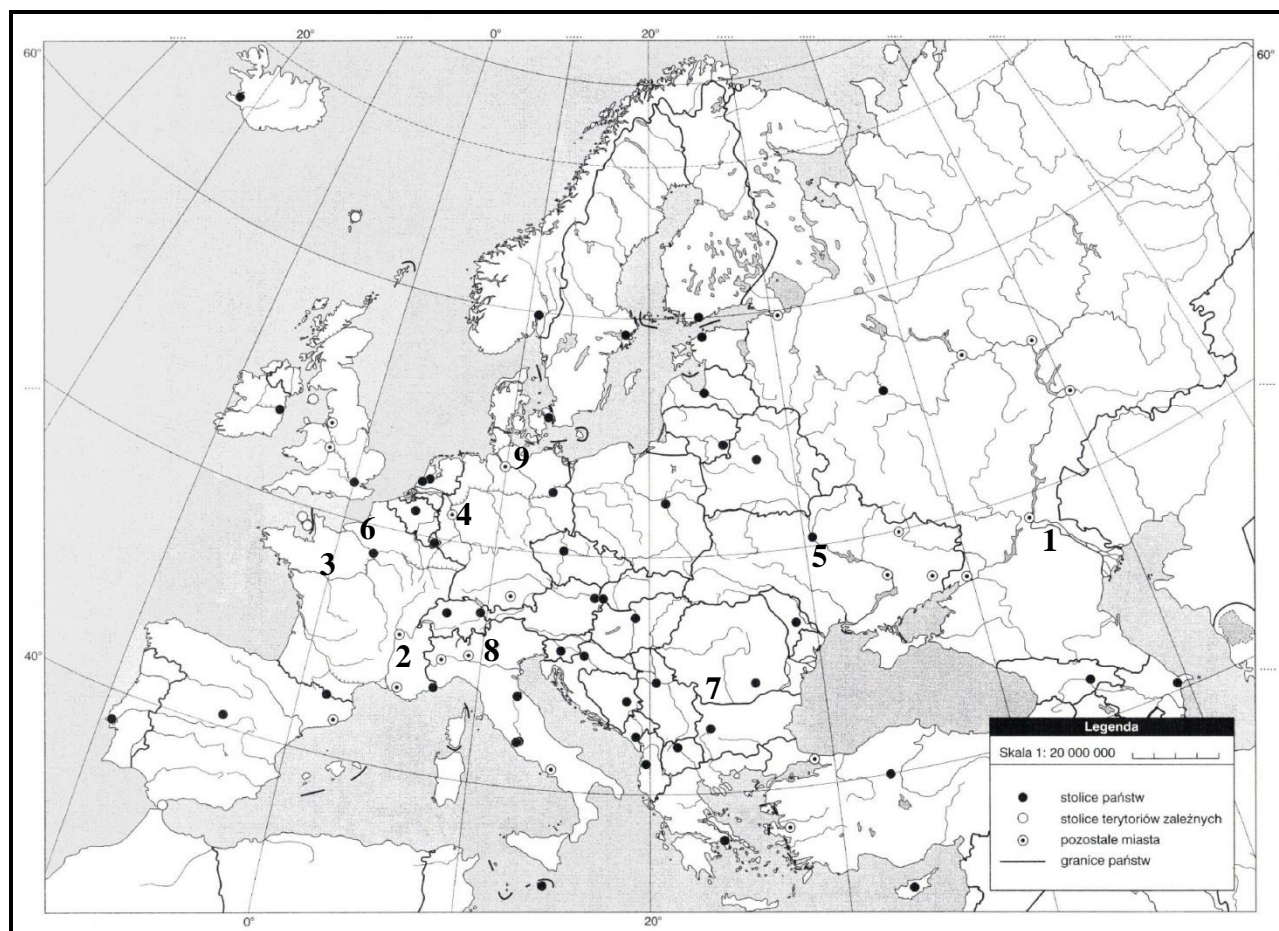 20° 0° 20°
60° 60°
9
4
6
5
1
3
2 8
40°
7
Legenda
Skala 1: 20 000 000
stolice państw
stolice terytoriów zależnych
pozostałe miasta
granice państw
0° 20°